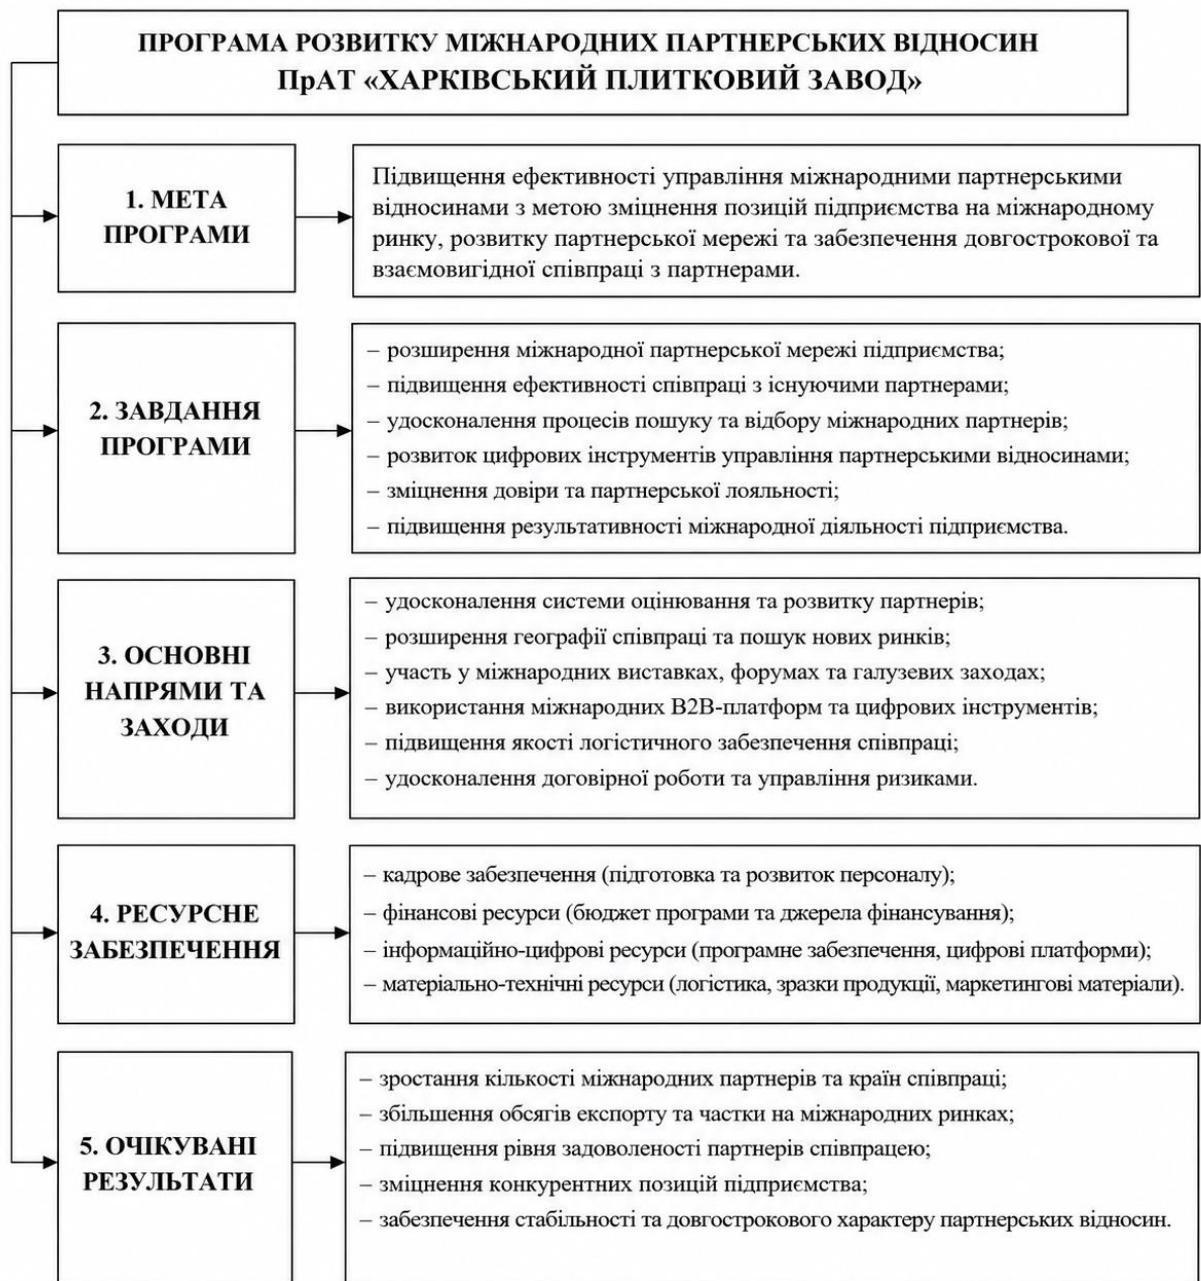 ПРОГРАМА РОЗВИТКУ МІЖНАРОДНИХ ПАРТНЕРСЬКИХ ВІДНОСИН
ПрАТ «ХАРКІВСЬКИЙ ПЛИТКОВИЙ ЗАВОД»
1. МЕТА
ПРОГРАМИ
Підвищення ефективності управління міжнародними партнерськими
відносинами з метою зміцнення позицій підприємства на міжнародному
ринку, розвитку партнерської мережі та забезпечення довгострокової та
взаємовигідної співпраці з партнерами.
2. ЗАВДАННЯ
ПРОГРАМИ
– розширення міжнародної партнерської мережі підприємства;
– підвищення ефективності співпраці з існуючими партнерами;
– удосконалення процесів пошуку та відбору міжнародних партнерів;
– розвиток цифрових інструментів управління партнерськими відносинами;
– зміцнення довіри та партнерської лояльності;
– підвищення результативності міжнародної діяльності підприємства.
3. ОСНОВНІ
НАПРЯМИ ТА
ЗАХОДИ
– удосконалення системи оцінювання та розвитку партнерів;
– розширення географії співпраці та пошук нових ринків;
– участь у міжнародних виставках, форумах та галузевих заходах;
– використання міжнародних B2B-платформ та цифрових інструментів;
– підвищення якості логістичного забезпечення співпраці;
– удосконалення договірної роботи та управління ризиками.
4. РЕСУРСНЕ
ЗАБЕЗПЕЧЕННЯ
– кадрове забезпечення (підготовка та розвиток персоналу);
– фінансові ресурси (бюджет програми та джерела фінансування);
– інформаційно-цифрові ресурси (програмне забезпечення, цифрові платформи);
– матеріально-технічні ресурси (логістика, зразки продукції, маркетингові матеріали).
5. ОЧІКУВАНІ
РЕЗУЛЬТАТИ
– зростання кількості міжнародних партнерів та країн співпраці;
– збільшення обсягів експорту та частки на міжнародних ринках;
– підвищення рівня задоволеності партнерів співпрацею;
– зміцнення конкурентних позицій підприємства;
– забезпечення стабільності та довгострокового характеру партнерських відносин.